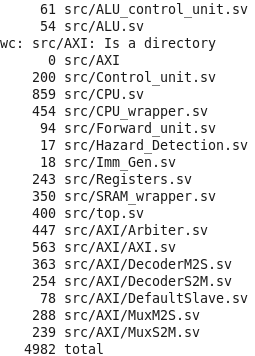 61 src/ALU_control_unit.sv
54 src/ALU.sv
wc: src/AXI: Is a directory
0 src/AXI
200 src/Control_unit.sv
859 src/CPU.sv
454 src/CPU_wrapper.sv
94 src/Forward_unit.sv
17 src/Hazard_Detection.sv
18 src/Imm_Gen.sv
243 src/Registers.sv
350 src/SRAM_wrapper.sv
400 src/top.sv
447 src/AXI/Arbiter.sv
563 src/AXI/AXI.sv
363 src/AXI/DecoderM2S.sv
254 src/AXI/DecoderS2M.sv
78 src/AXI/DefaultSlave.sv
288 src/AXI/MuxM2S.sv
239 src/AXI/MuxS2M.sv
4982 total